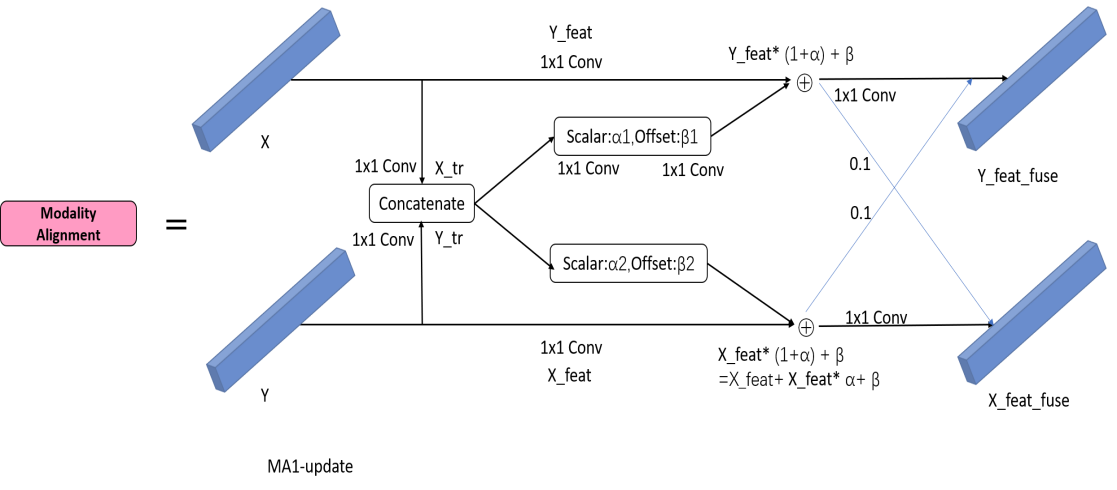 Y_feat
1x1 Conv
Y_feat* (1+α) + β
1x1 Conv
X
Scalar:α1,Offset:β1
1x1 Conv
1x1 Conv
1x1 Conv
X_tr
0.1
Y_feat_fuse
Concatenate
Modality
Alignment
=
0.1
1x1 Conv
Y_tr
Scalar:α2,Offset:β2
1x1 Conv
1x1 Conv
X_feat
X_feat* (1+α) + β
=X_feat+ X_feat* α+ β
Y
X_feat_fuse
MA1-update